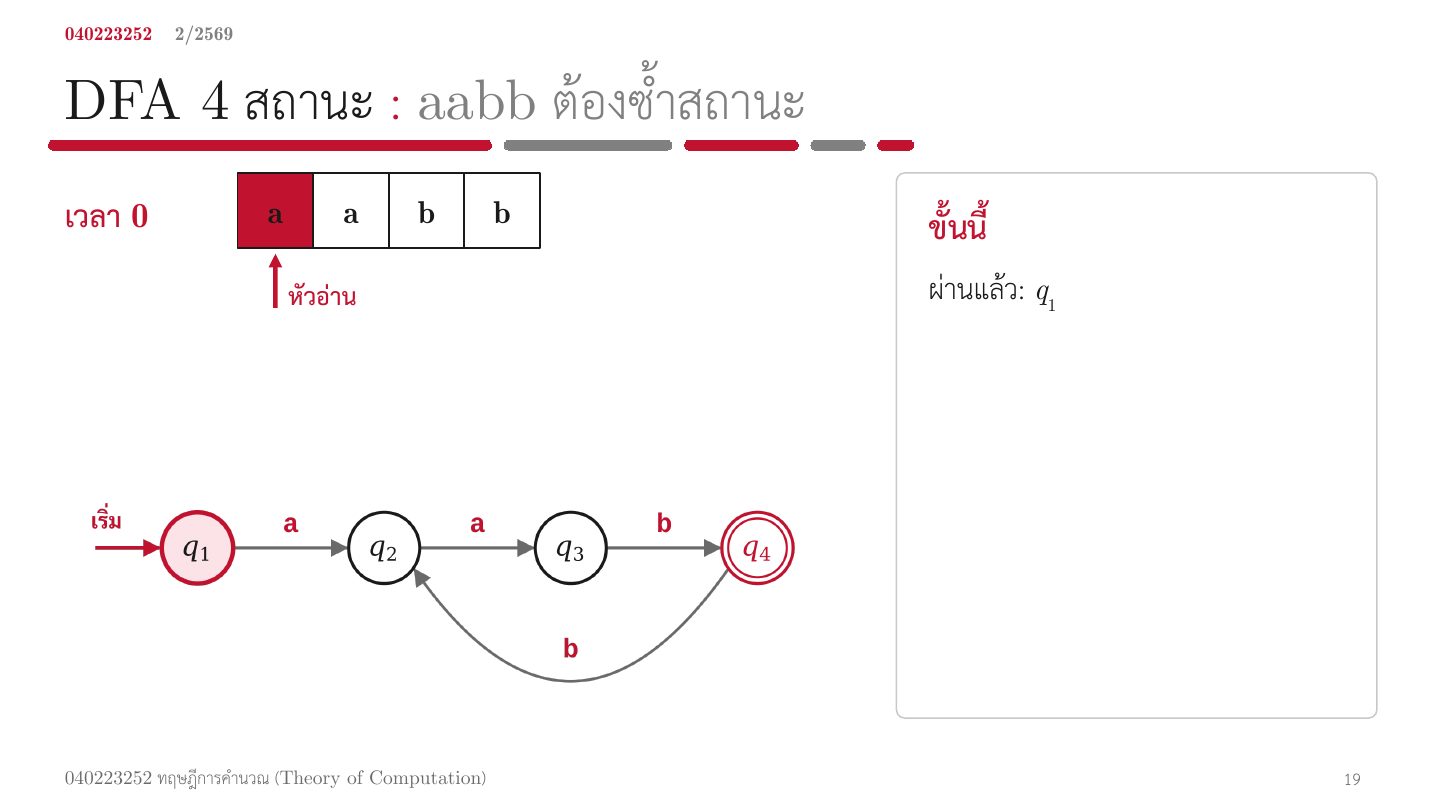 040223252 2/2569
DFA 4 สถานะ : aabb ต้องซ้ำสถานะ
เวลา 0
a a b b
หัวอ่าน
ขั้นนี้
ผ่านแล้ว: q1
เริ่ม
a a b
q1 q2 q3 q4
b
040223252 ทฤษฎีการคำนวณ (Theory of Computation)
19